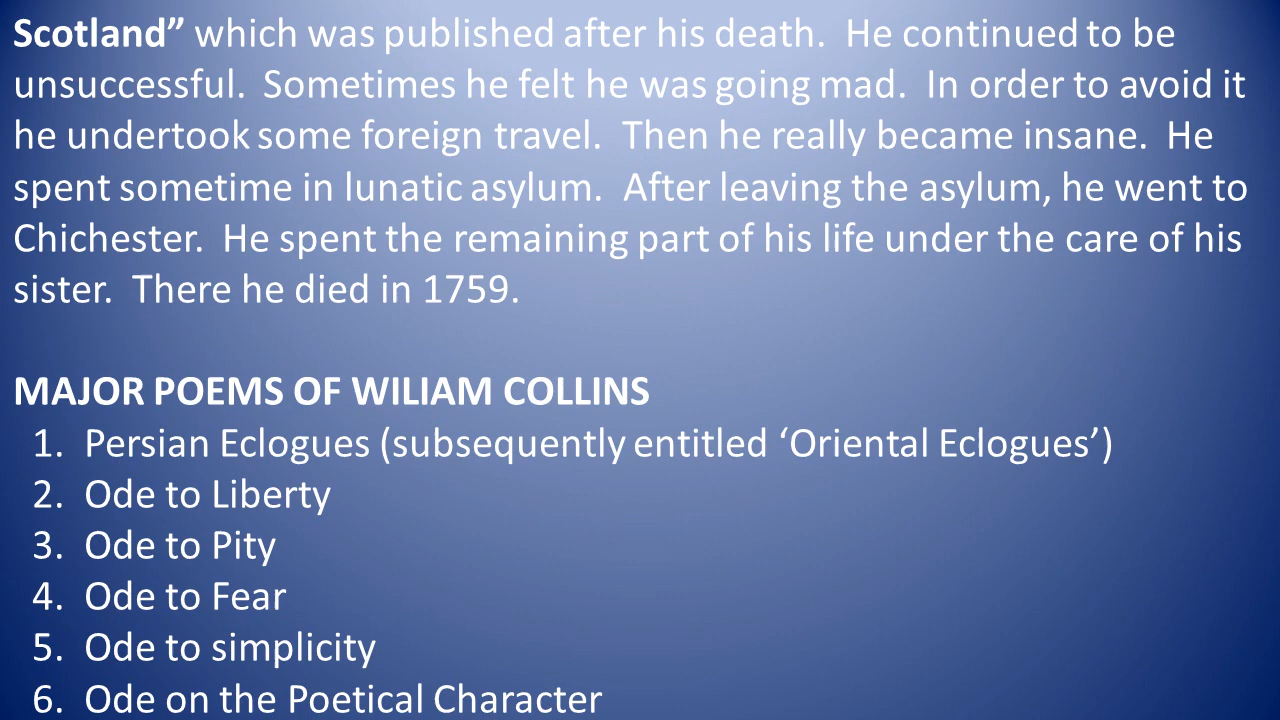 Scotland” which was published after his death.  He continued to be
unsuccessful.  Sometimes he felt he was going mad.  In order to avoid it
he undertook some foreign travel.  Then he really became insane.  He
spent sometime in lunatic asylum.  After leaving the asylum, he went to
Chichester.  He spent the remaining part of his life under the care of his
sister.  There he died in 1759.
MAJOR POEMS OF WILIAM COLLINS
1. Persian Eclogues (subsequently entitled ‘Oriental Eclogues’)
2. Ode to Liberty
3. Ode to Pity
4. Ode to Fear
5. Ode to simplicity
6. Ode on the Poetical Character